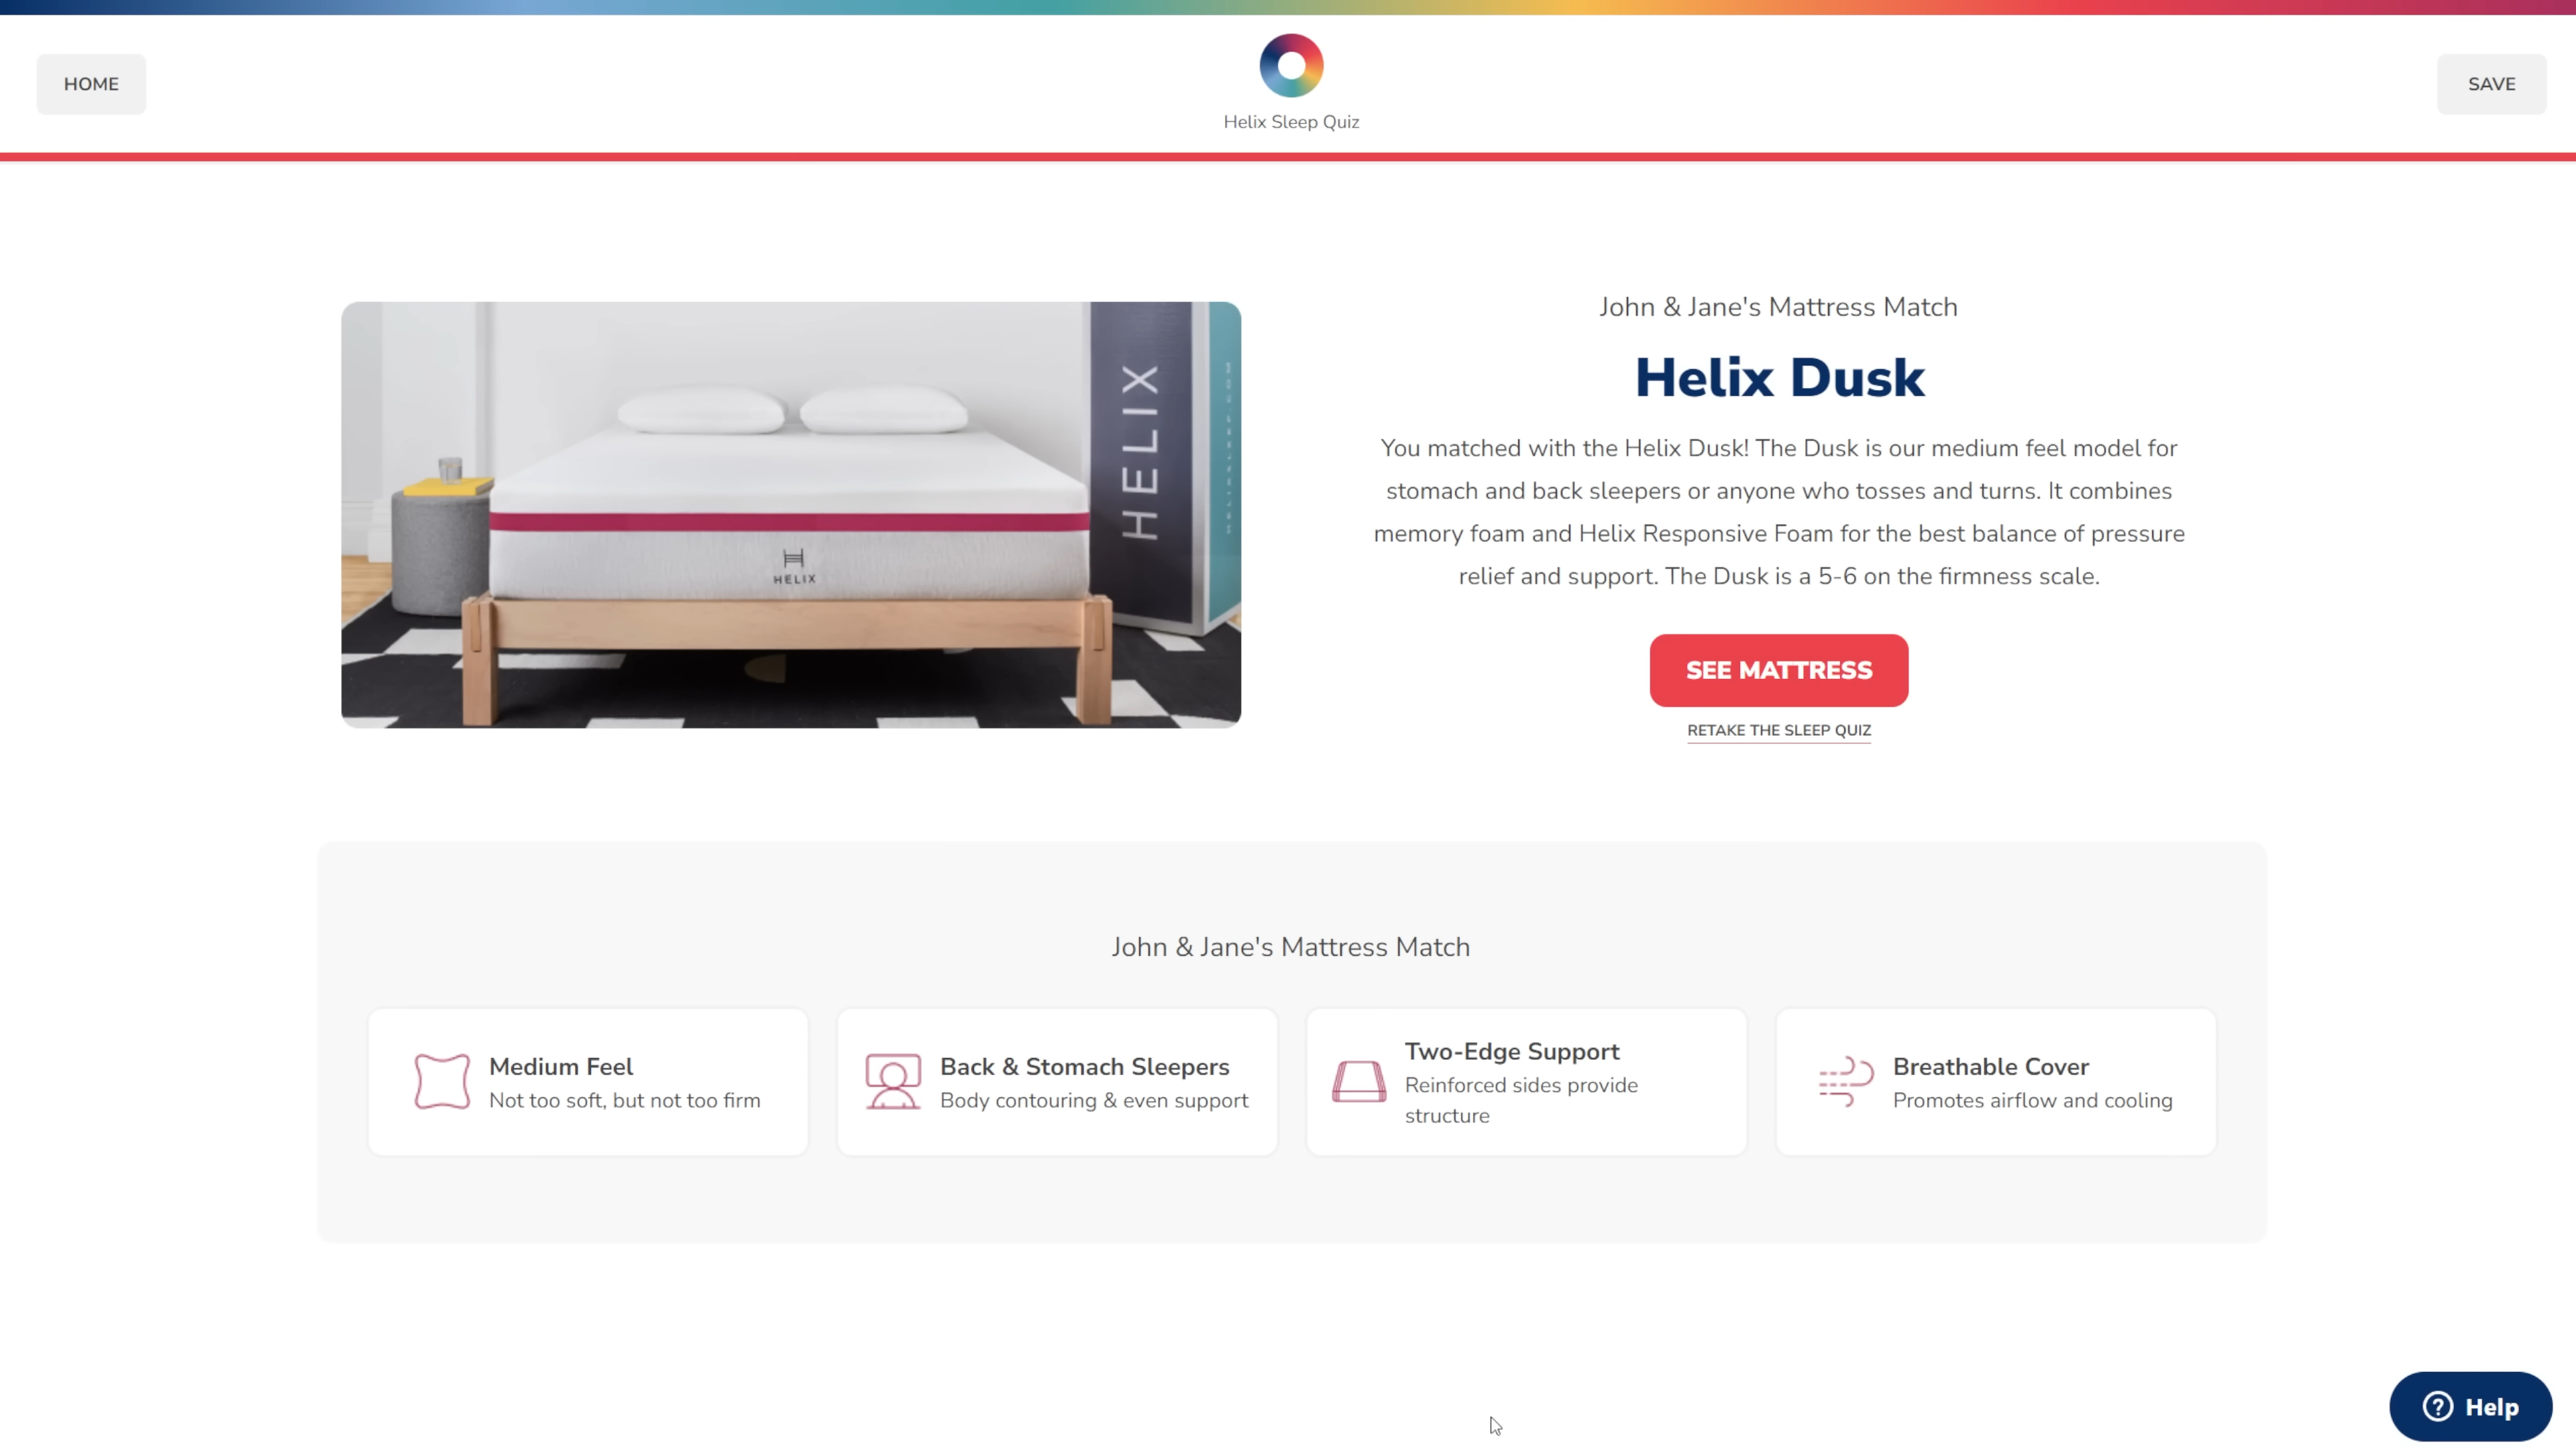 HOME
Helix Sleep Quiz
SAVE
HELIX
HELIX
John & Jane's Mattress Match
Helix Dusk
You matched with the Helix Dusk! The Dusk is our medium feel model for
stomach and back sleepers or anyone who tosses and turns. It combines
memory foam and Helix Responsive Foam for the best balance of pressure
relief and support. The Dusk is a 5-6 on the firmness scale.
SEE MATTRESS
RETAKE THE SLEEP QUIZ
John & Jane's Mattress Match
Medium Feel
Not too soft, but not too firm
Back & Stomach Sleepers
Body contouring & even support
Two-Edge Support
Reinforced sides provide
structure
Breathable Cover
Promotes airflow and cooling
Help